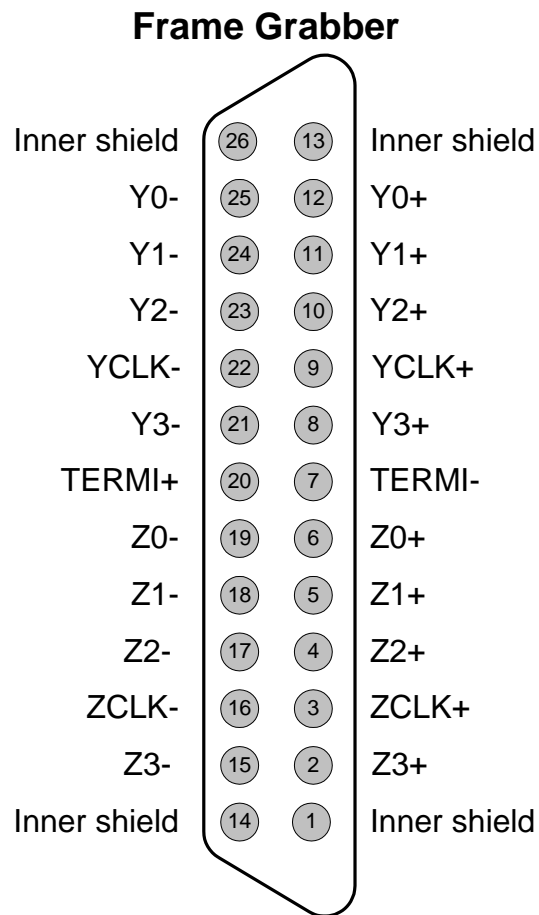 Frame Grabber
Inner shield 26 13 Inner shield
Y0- 25 12 Y0+
Y1- 24 11 Y1+
Y2- 23 10 Y2+
YCLK- 22 9 YCLK+
Y3- 21 8 Y3+
TERMI+ 20 7 TERMI-
Z0- 19 6 Z0+
Z1- 18 5 Z1+
Z2- 17 4 Z2+
ZCLK- 16 3 ZCLK+
Z3- 15 2 Z3+
Inner shield 14 1 Inner shield